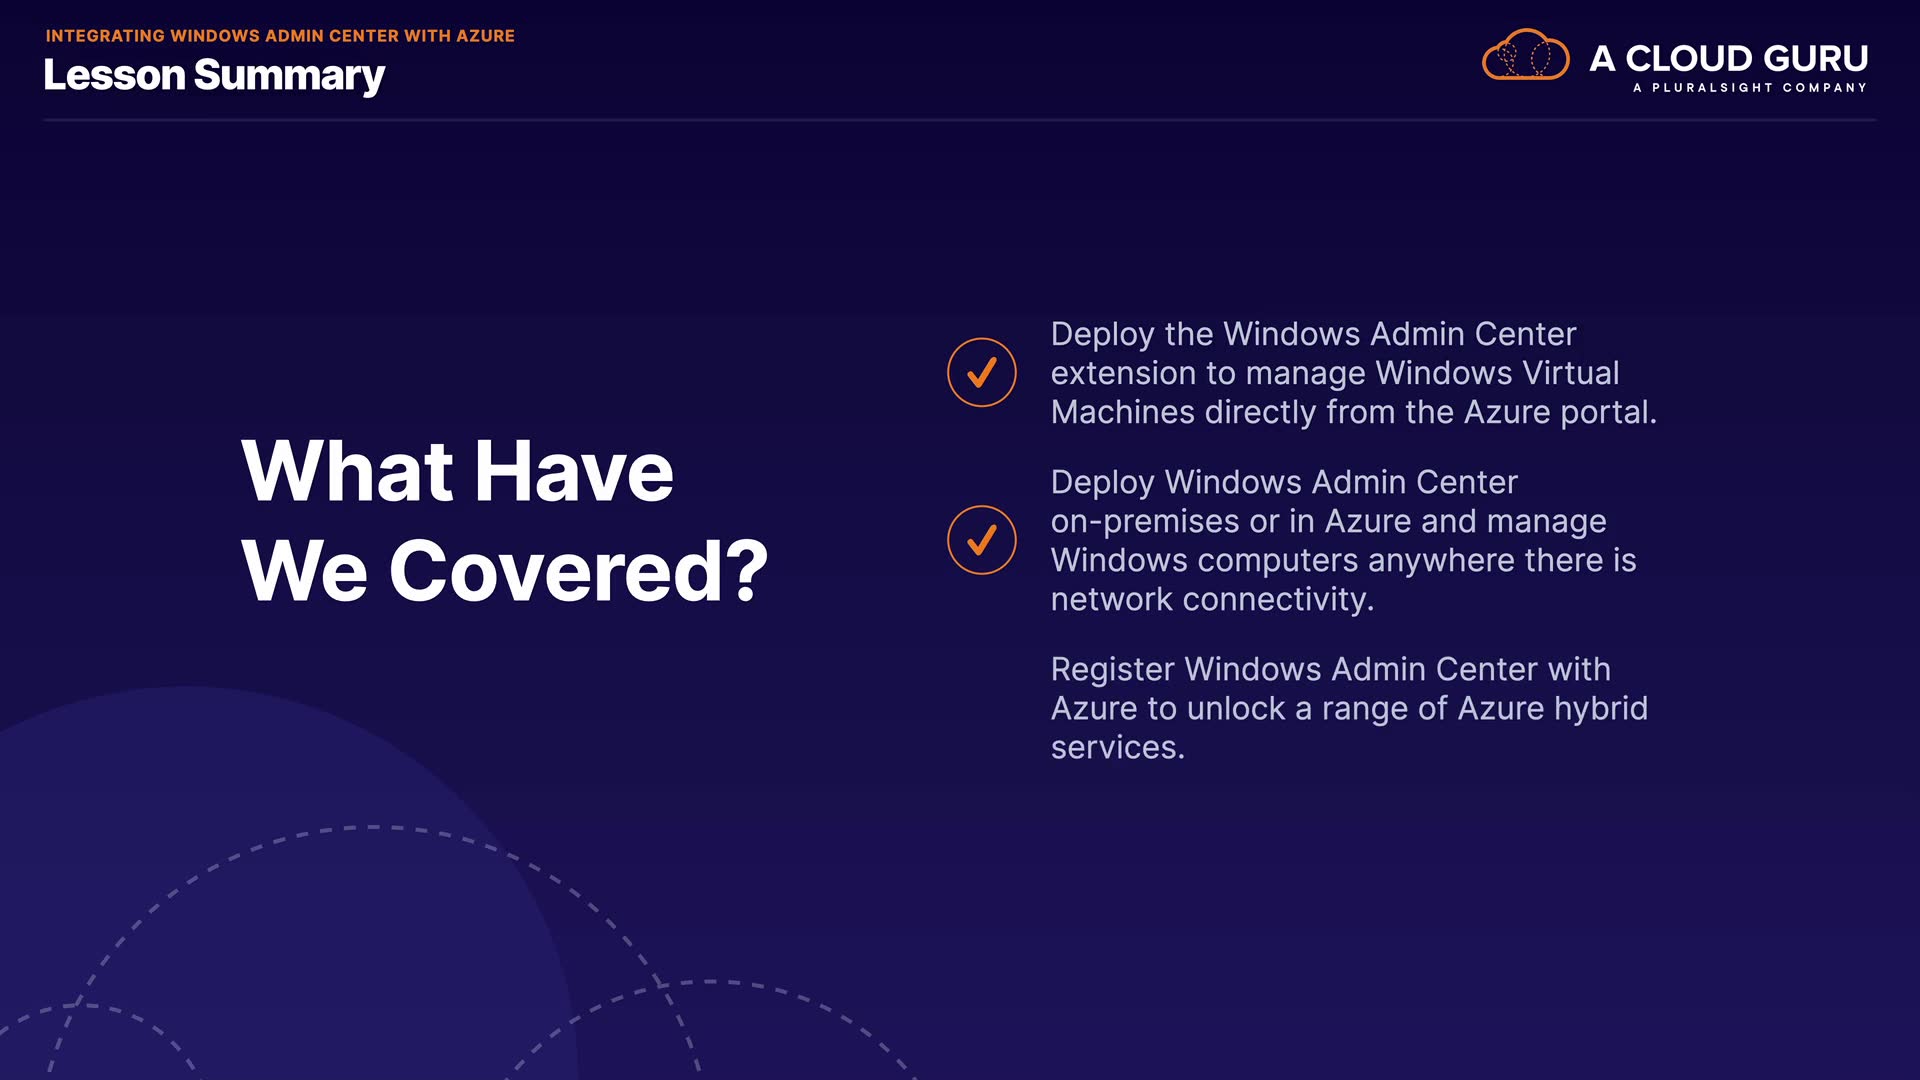 INTEGRATING WINDOWS ADMIN CENTER WITH AZURE
Lesson Summary
A CLOUD GURU
A PLURALSIGHT COMPANY
What Have
We Covered?
Deploy the Windows Admin Center
extension to manage Windows Virtual
Machines directly from the Azure portal.
Deploy Windows Admin Center
on-premises or in Azure and manage
Windows computers anywhere there is
network connectivity.
Register Windows Admin Center with
Azure to unlock a range of Azure hybrid
services.